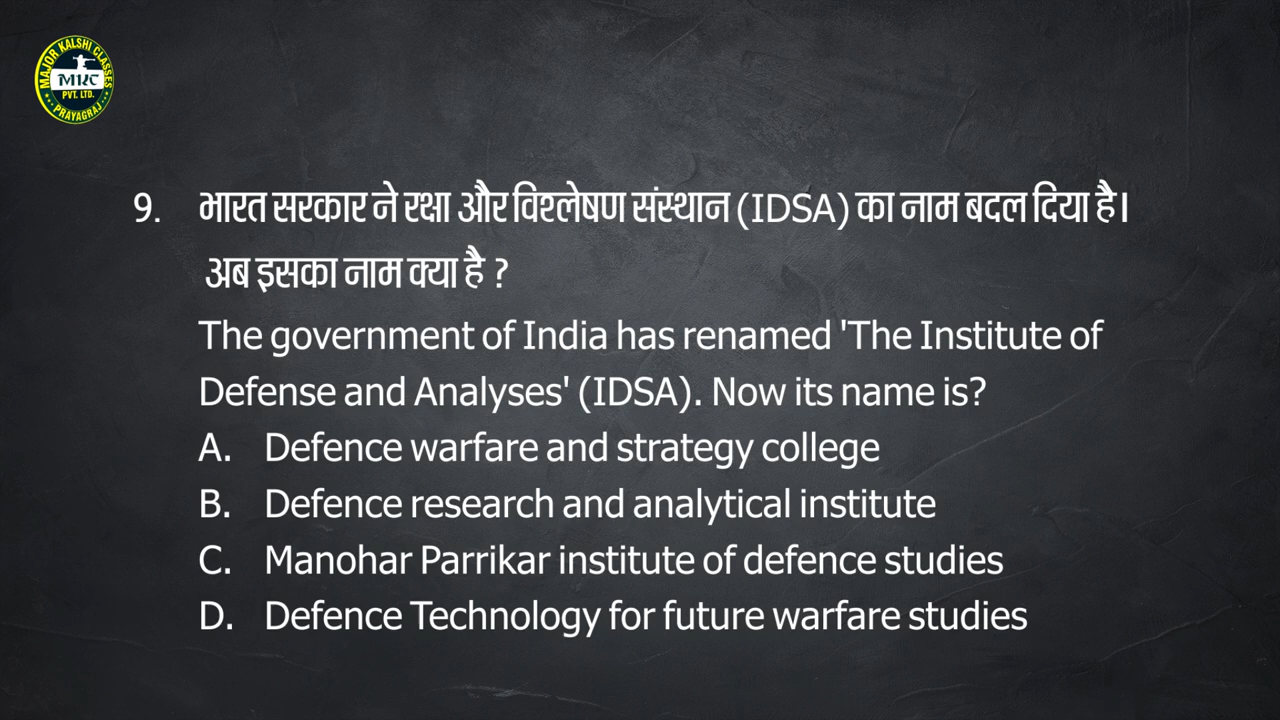 MAJOR KALSHI CLASSES
MKC
PVT. LTD.
PRAYAGRAJ
9. भारत सरकार ने रक्षा और विश्लेषण संस्थान (IDSA) का नाम बदल दिया है।
अब इसका नाम क्या है ?
The government of India has renamed 'The Institute of
Defense and Analyses' (IDSA). Now its name is?
A. Defence warfare and strategy college
B. Defence research and analytical institute
C. Manohar Parrikar institute of defence studies
D. Defence Technology for future warfare studies